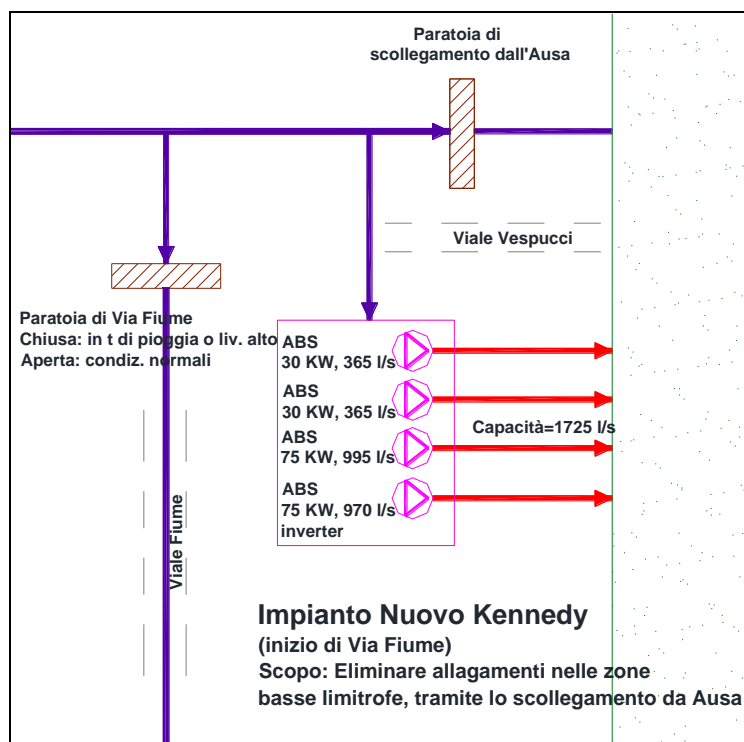 Paratoia di
scollegamento dall'Ausa
Viale Vespucci
Paratoia di Via Fiume
Chiusa: in t di pioggia o liv. alto
Aperta: condiz. normali
ABS
30 KW, 365 l/s
ABS
30 KW, 365 l/s
ABS
75 KW, 995 l/s
ABS
75 KW, 970 l/s
inverter
Capacità=1725 l/s
Viale Fiume
Impianto Nuovo Kennedy
(inizio di Via Fiume)
Scopo: Eliminare allagamenti nelle zone
basse limitrofe, tramite lo scollegamento da Ausa